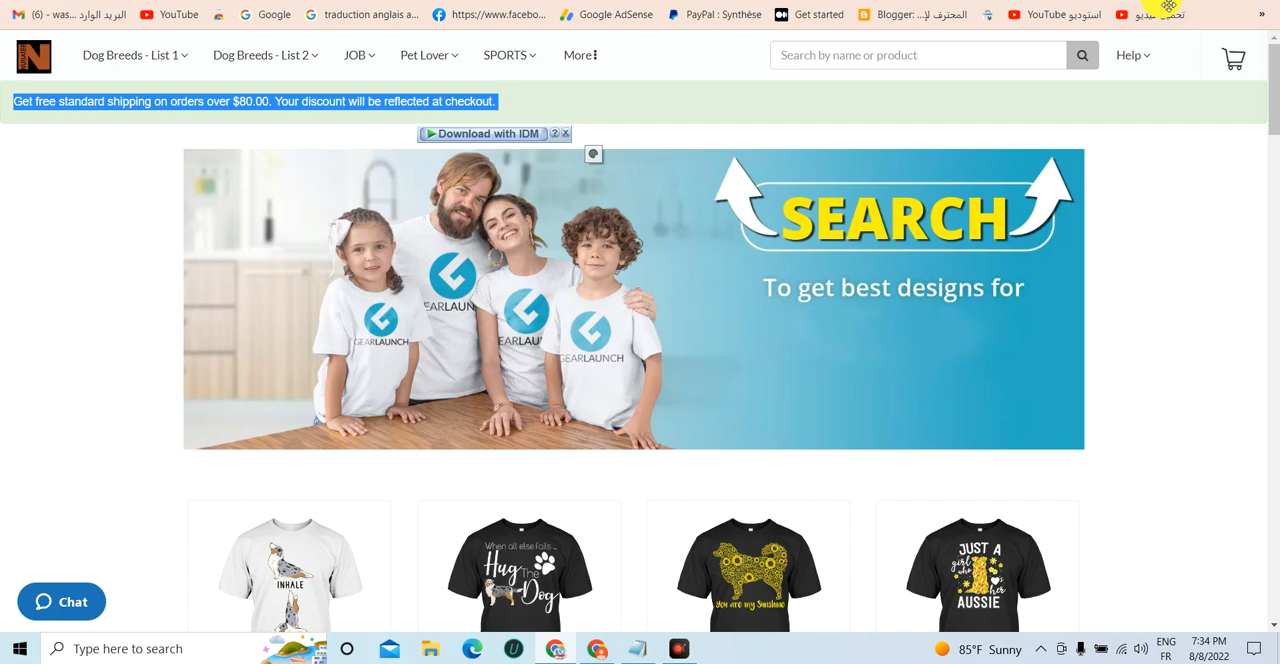 (6) - was... البريد الوارد
YouTube
Google
traduction anglais a...
https://www.facebo...
Google AdSense
PayPal : Synthèse
Get started
Blogger: المحترف لإ...
YouTube استوديو
تحميل فيديو
»
Dog Breeds - List 1
Dog Breeds - List 2
JOB
Pet Lover
SPORTS
More
Search by name or product
Help
Get free standard shipping on orders over $80.00. Your discount will be reflected at checkout.
Download with IDM
?
SEARCH
To get best designs for
GEARLAUNCH
EARLAUN
EARLAU
GEARLAUNCH
INHALE
When all else fails ...
Hug The Dog
You are my Sunshine
JUST A
girl
who
her
AUSSIE
Chat
Type here to search
85°F Sunny
ENG
FR
7:34 PM
8/8/2022